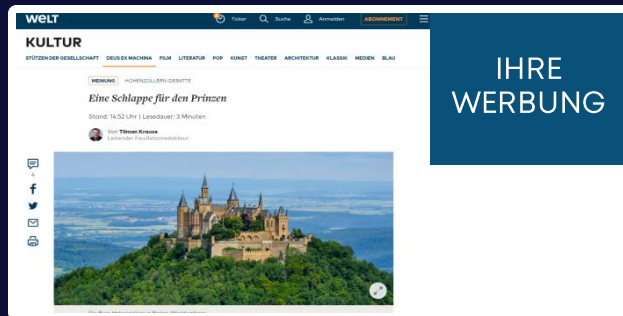 WELT
Ticker Suche Anmelden ABONNEMENT
KULTUR
STÜTZEN DER GESELLSCHAFT DEUS EX MACHINA FILM LITERATUR POP KUNST THEATER ARCHITEKTUR KLASSIK MEDIEN BLAU
MEINUNG HOHENZOLLERN-DEBATTE
Eine Schlappe für den Prinzen
Stand: 14:52 Uhr | Lesedauer: 3 Minuten
Von Tilman Krause
Leitender Feuilletonredakteur
4
IHRE
WERBUNG